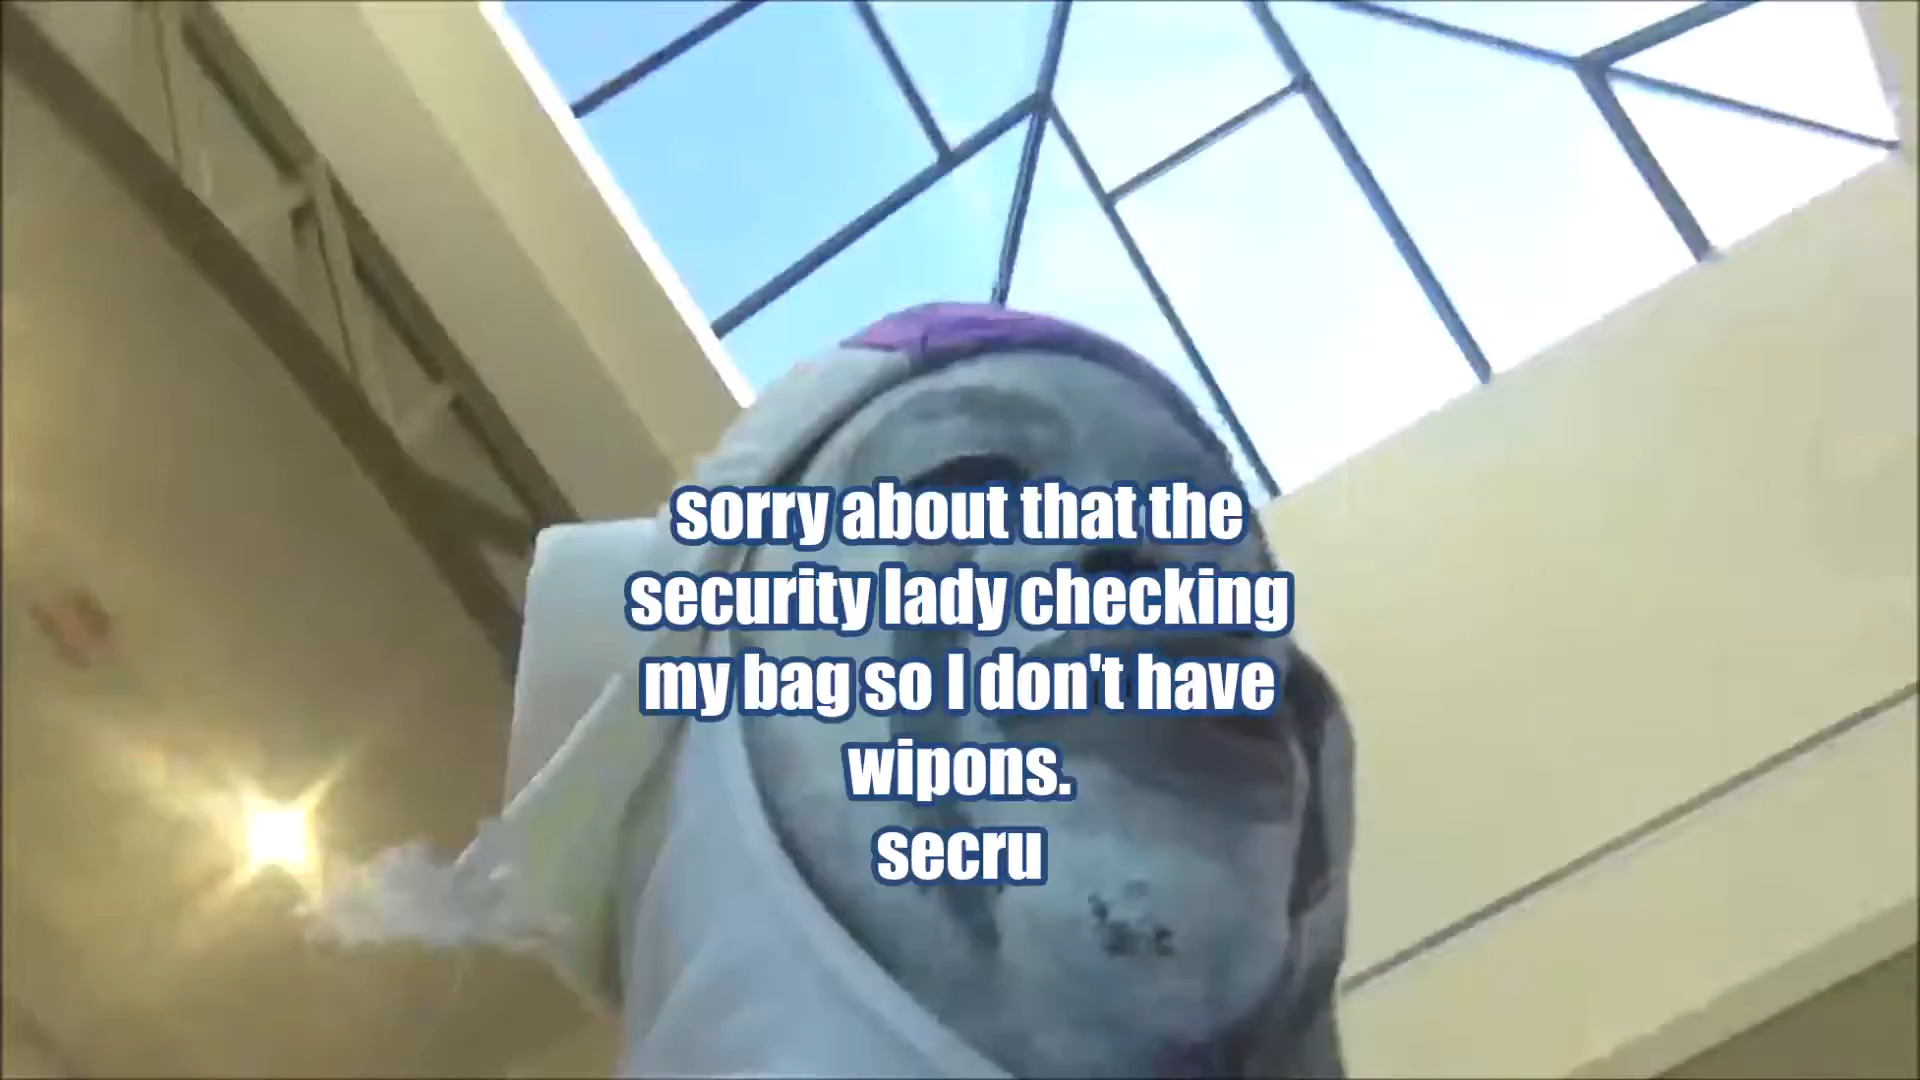 sorry about that the
security lady checking
my bag so I don't have
wipons.
secru